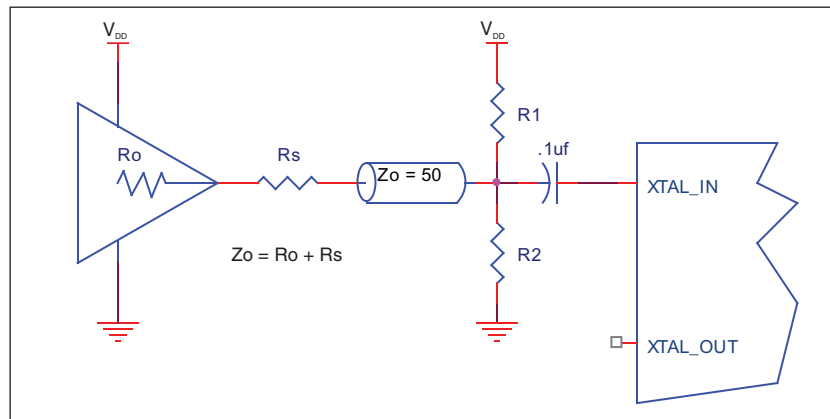 VDD
VDD
R1
.1uf
Ro
Rs
Zo = 50
XTAL_IN
Zo = Ro + Rs
R2
XTAL_OUT